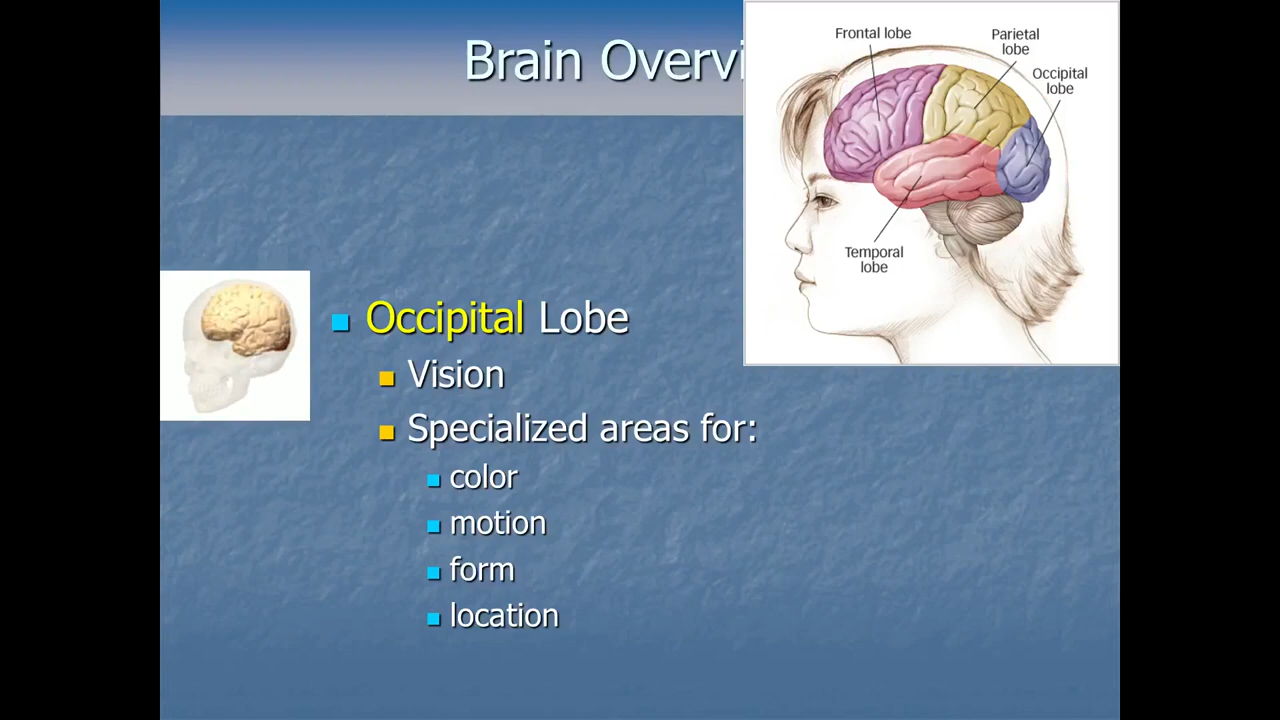 Brain Overvi
Frontal lobe
Parietal
lobe
Occipital
lobe
Temporal
lobe
Occipital Lobe
Vision
Specialized areas for:
color
motion
form
location